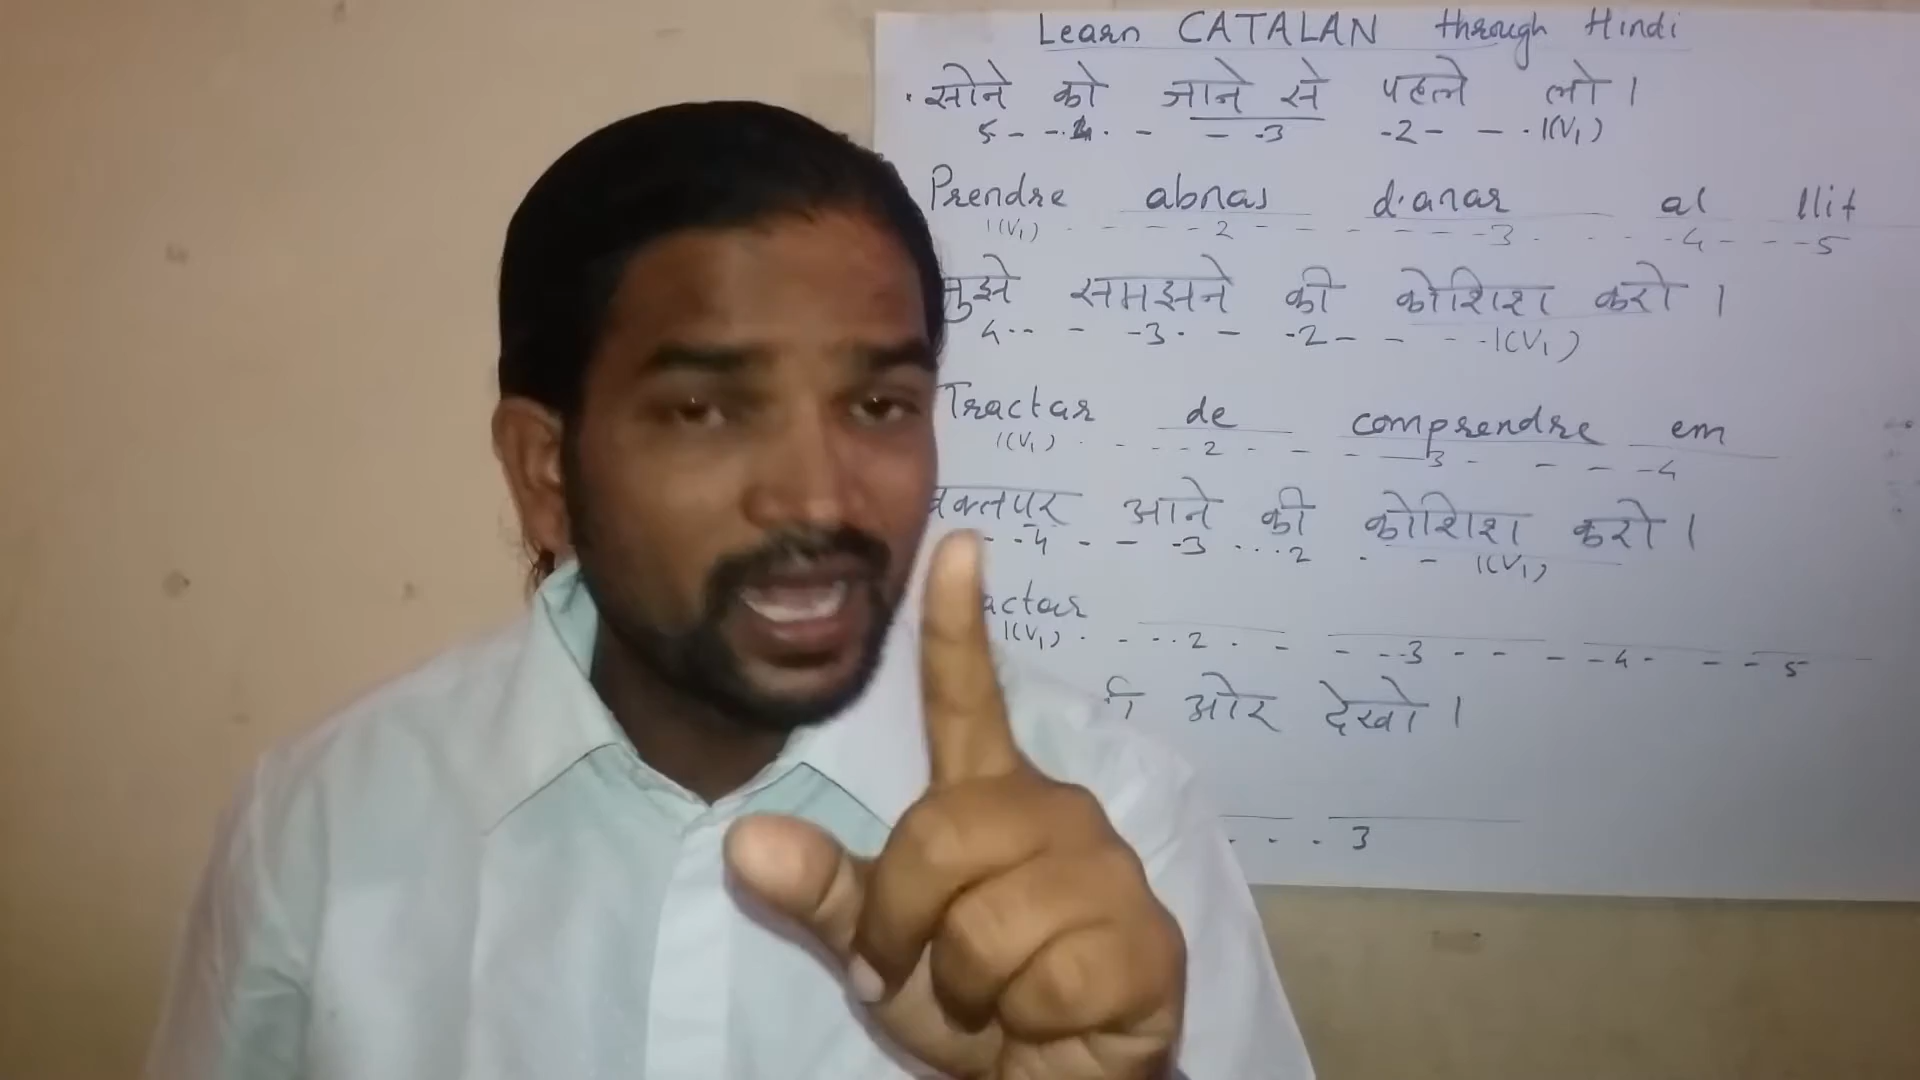 Learn CATALAN through Hindi
सोने को जाने से पहले लो ।
5 - - .4. - - -3 -2- - - . 1(V₁)
Prendre abnas d'anar al llit
1(V₁) - - - - 2 - - - - - - -3. - - - -4- - - -5
मुझे समझने की कोशिश करो ।
4-- - -3. - -2- - - -1(V₁)
Tractar de comprendre em
1(V₁) . - - - -2 - - - - 3 - - - - -4
वक्तपर आने की कोशिश करो ।
- -4 - - -3 ...2 . - 1(V₁)
actar
1(V₁) . - . . 2 . - - - -3 - - - -4- - - 5
ओर देखो ।
- . . 3